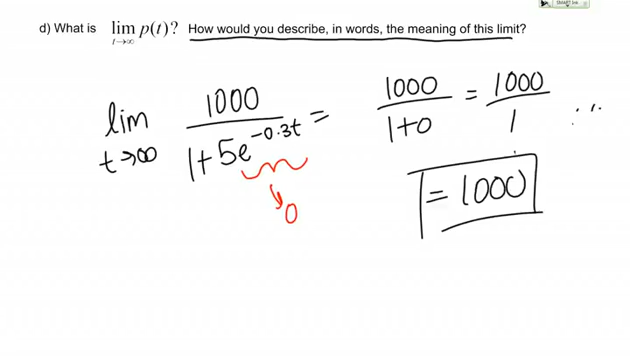 d) What is lim t→∞ p(t)? How would you describe, in words, the meaning of this limit?
lim t→∞ 1000 / (1+5e^(-0.3t)) = 1000 / (1+0) = 1000 / 1 ∴
→ 0
= 1000